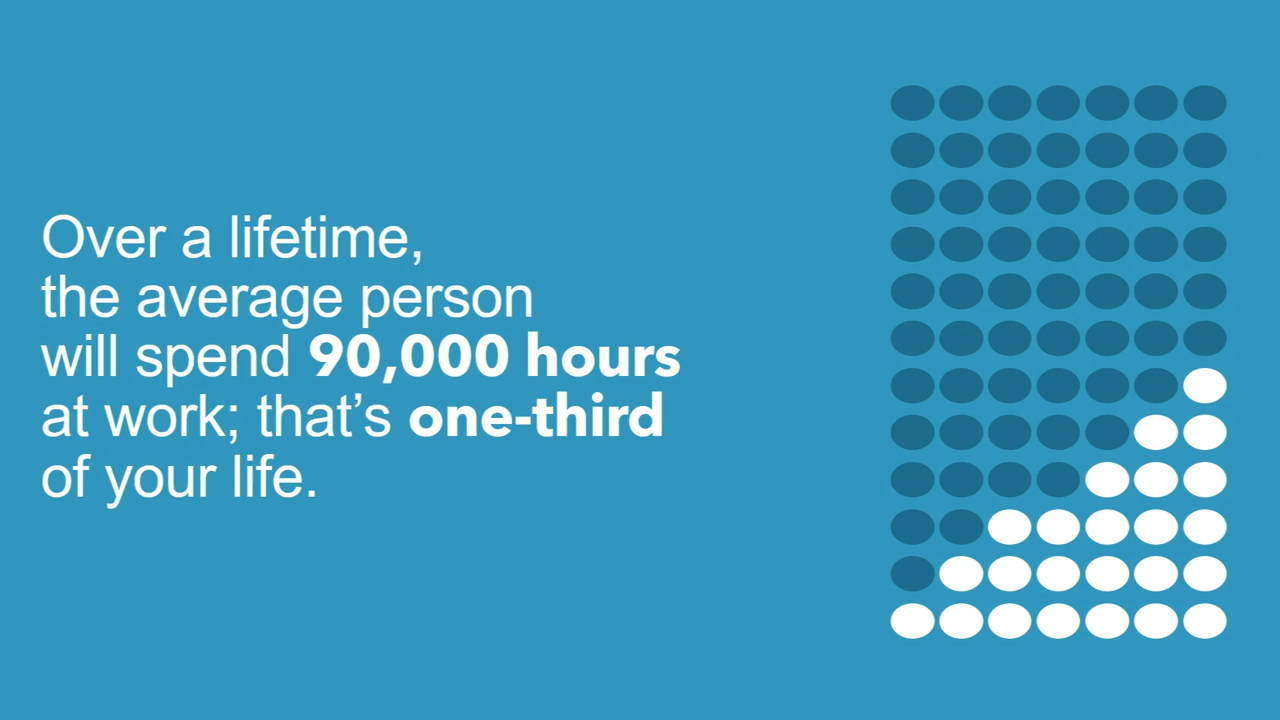 Over a lifetime,
the average person
will spend 90,000 hours
at work; that’s one-third
of your life.